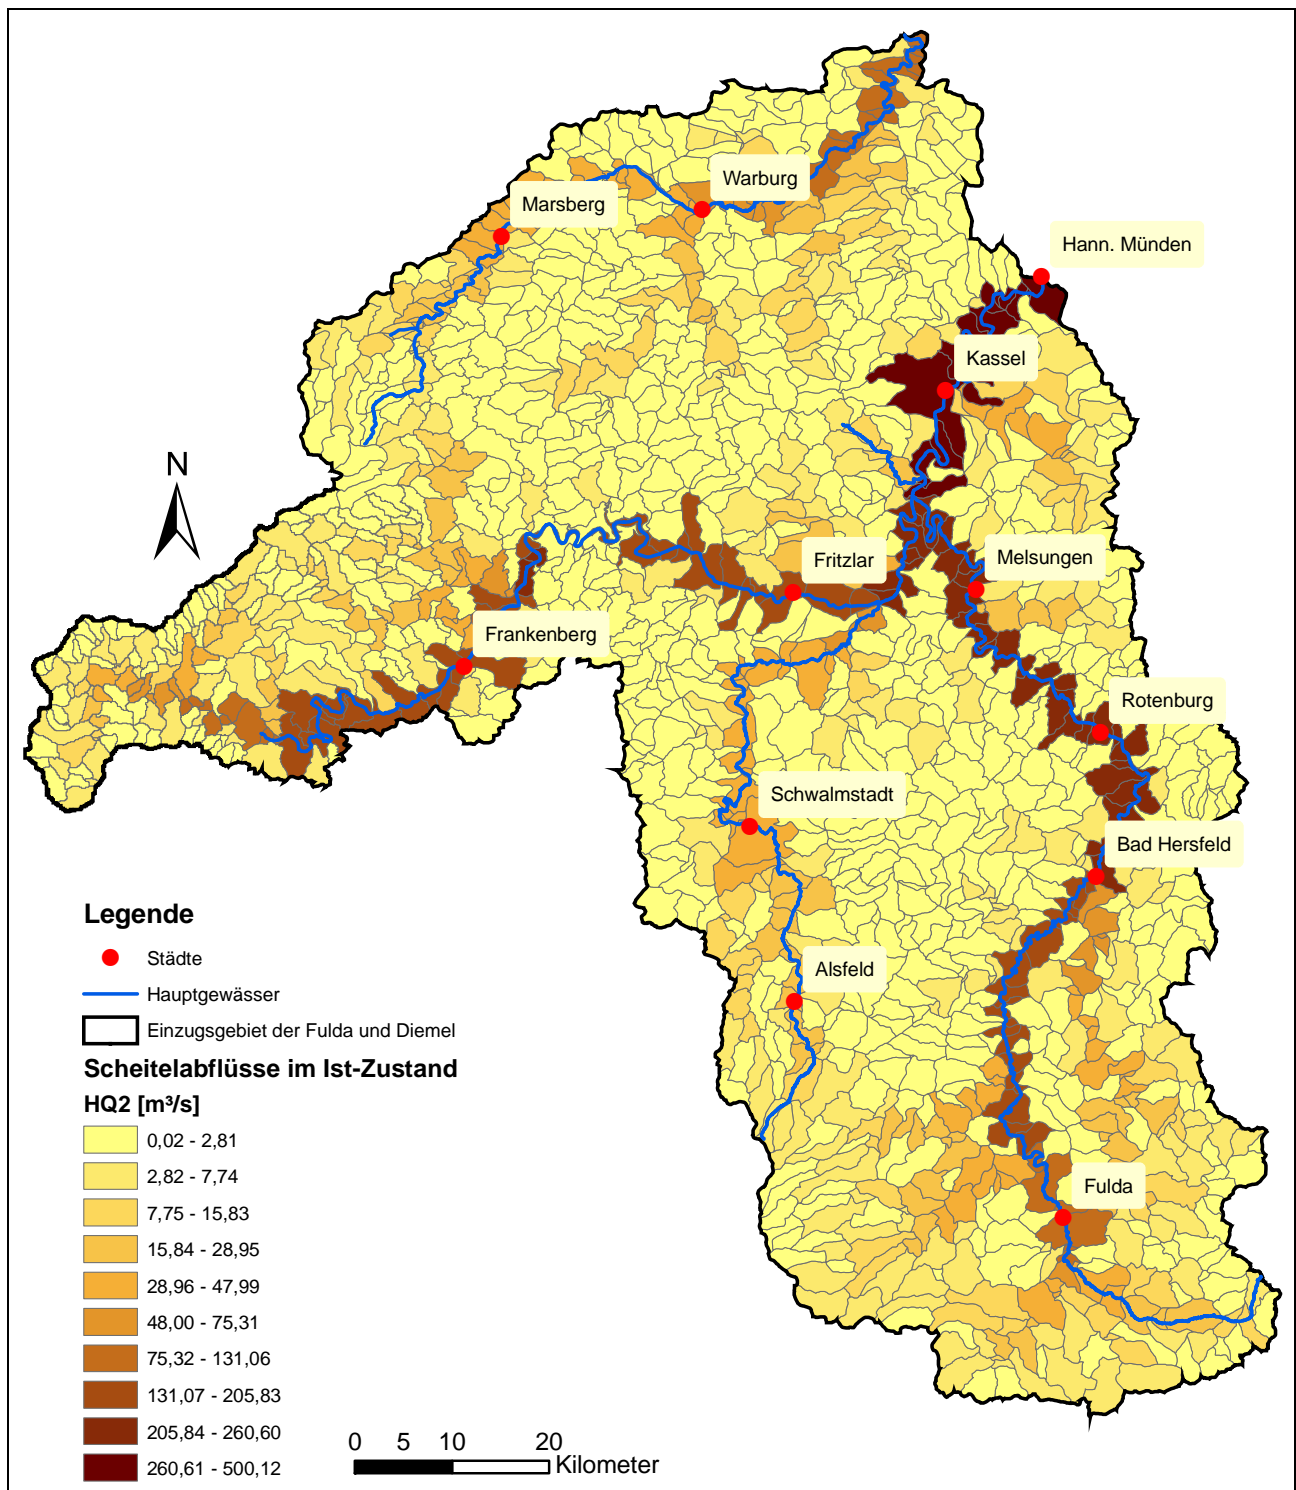 Warburg
Marsberg
Hann. Münden
Kassel
N
Fritzlar
Melsungen
Frankenberg
Rotenburg
Schwalmstadt
Bad Hersfeld
Alsfeld
Fulda
Legende
Städte
Hauptgewässer
Einzugsgebiet der Fulda und Diemel
Scheitelabflüsse im Ist-Zustand
HQ2 [m³/s]
0,02 - 2,81
2,82 - 7,74
7,75 - 15,83
15,84 - 28,95
28,96 - 47,99
48,00 - 75,31
75,32 - 131,06
131,07 - 205,83
205,84 - 260,60
260,61 - 500,12
0 5 10 20
Kilometer